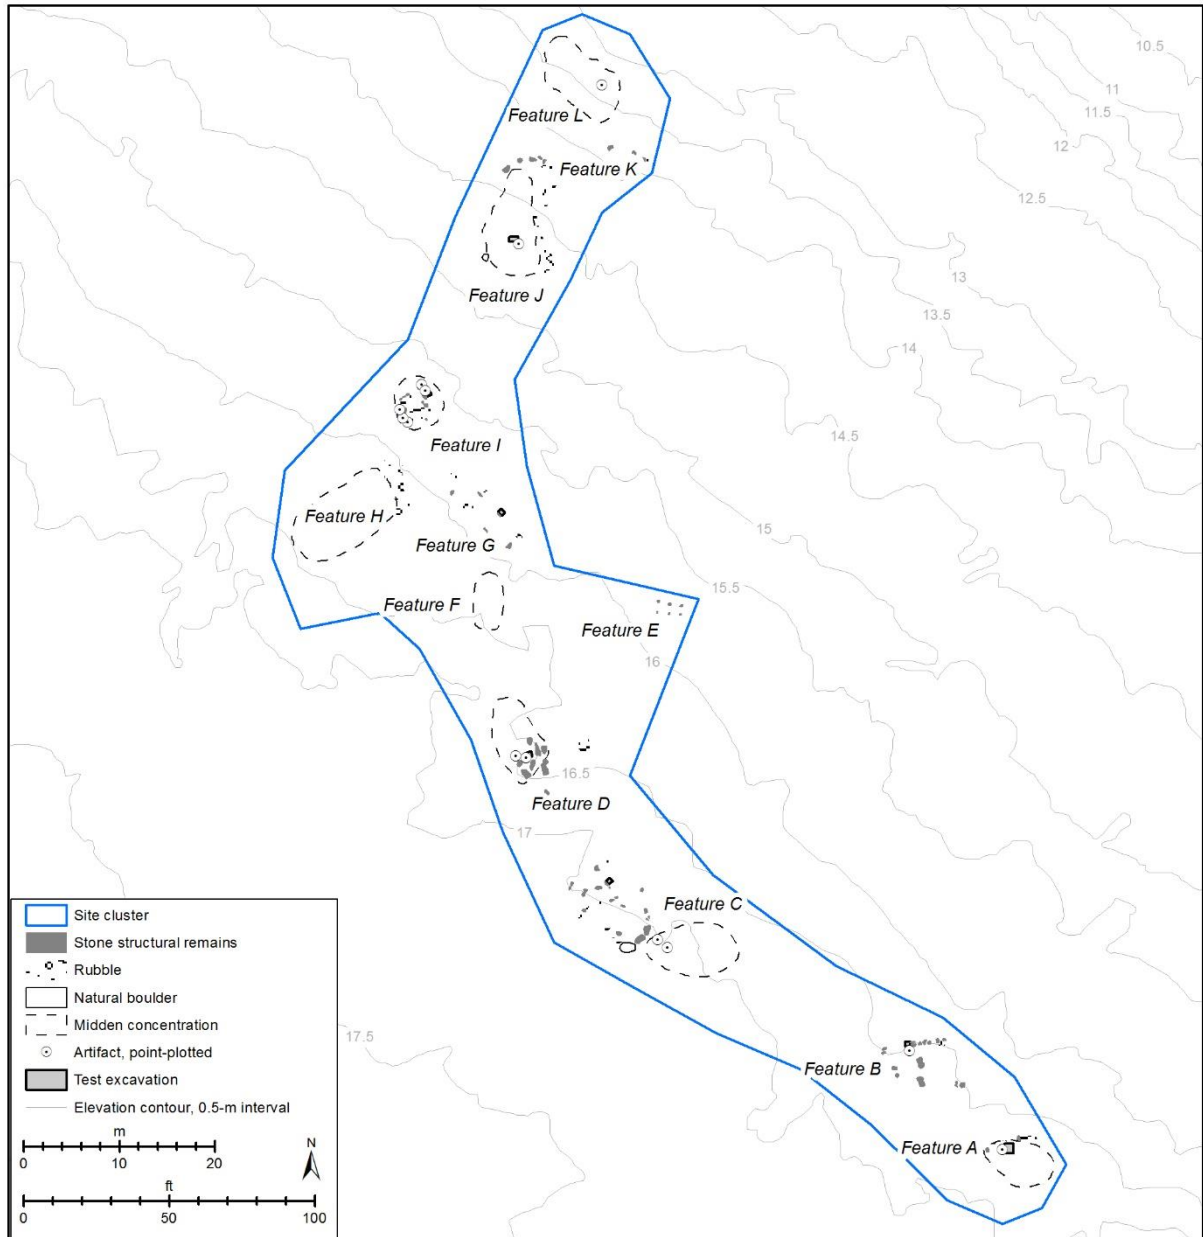 10.5
11
11.5
12
Feature L
Feature K
12.5
13
Feature J
13.5
14
14.5
Feature I
Feature H
15
Feature G
15.5
Feature F
Feature E
16
16.5
Feature D
17
Feature C
Site cluster
Stone structural remains
Rubble
Natural boulder
Midden concentration
17.5
Artifact, point-plotted
Feature B
Test excavation
Elevation contour, 0.5-m interval
m
N
Feature A
0 10 20
ft
0 50 100